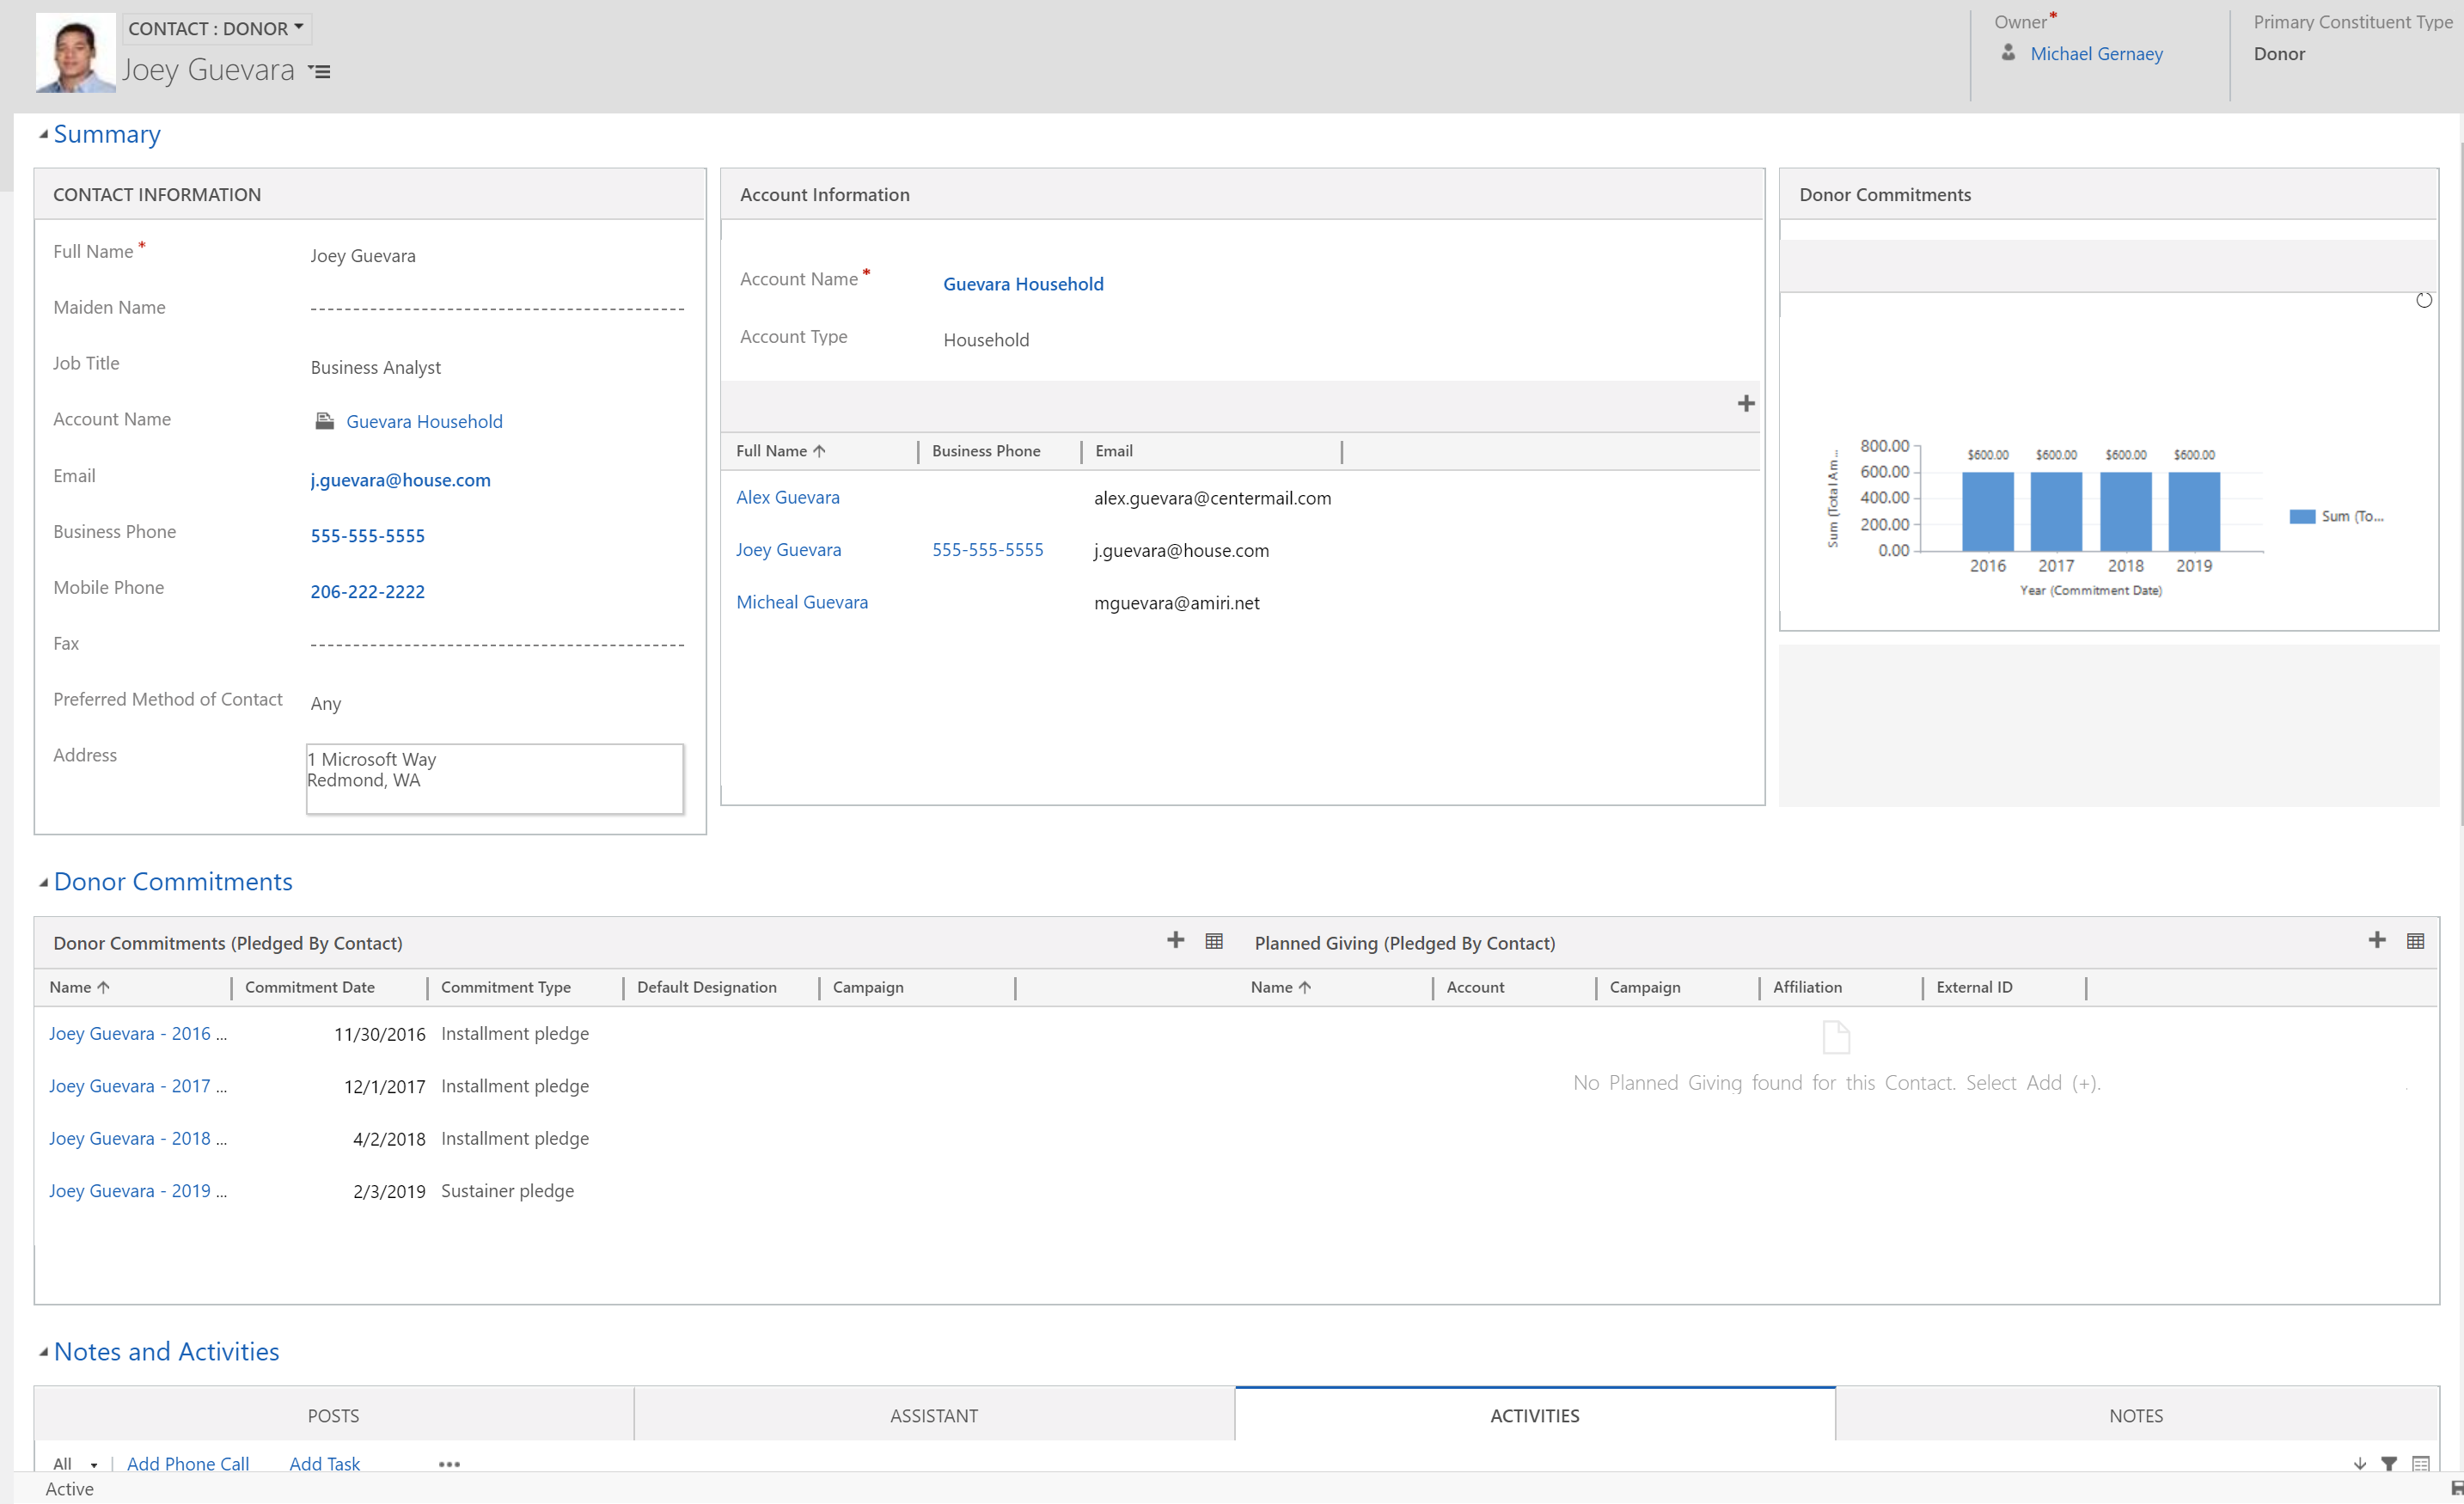 CONTACT : DONOR
Joey Guevara
Owner*
Michael Gernaey
Primary Constituent Type
Donor
Summary
CONTACT INFORMATION
Full Name *
Joey Guevara
Maiden Name
Job Title
Business Analyst
Account Name
Guevara Household
Email
j.guevara@house.com
Business Phone
555-555-5555
Mobile Phone
206-222-2222
Fax
Preferred Method of Contact
Any
Address
1 Microsoft Way
Redmond, WA
Account Information
Account Name *
Guevara Household
Account Type
Household
Full Name Business Phone Email
Alex Guevara alex.guevara@centermail.com
Joey Guevara 555-555-5555 j.guevara@house.com
Micheal Guevara mguevara@amiri.net
Donor Commitments
Sum (Total Am...
800.00
600.00
400.00
200.00
0.00
$600.00 $600.00 $600.00 $600.00
2016 2017 2018 2019
Year (Commitment Date)
Sum (To...
Donor Commitments
Donor Commitments (Pledged By Contact)
Name Commitment Date Commitment Type Default Designation Campaign
Joey Guevara - 2016 ... 11/30/2016 Installment pledge
Joey Guevara - 2017 ... 12/1/2017 Installment pledge
Joey Guevara - 2018 ... 4/2/2018 Installment pledge
Joey Guevara - 2019 ... 2/3/2019 Sustainer pledge
Planned Giving (Pledged By Contact)
Name Account Campaign Affiliation External ID
No Planned Giving found for this Contact. Select Add (+).
Notes and Activities
POSTS ASSISTANT ACTIVITIES NOTES
All | Add Phone Call Add Task ...
Active